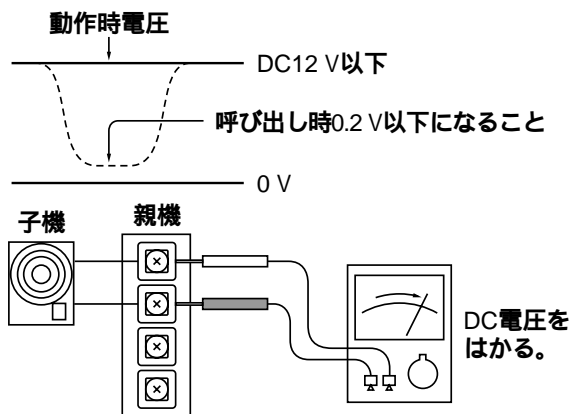 動作時電圧
DC12 V以下
呼び出し時0.2 V以下になること
0 V
子機
親機
DC電圧を
はかる。